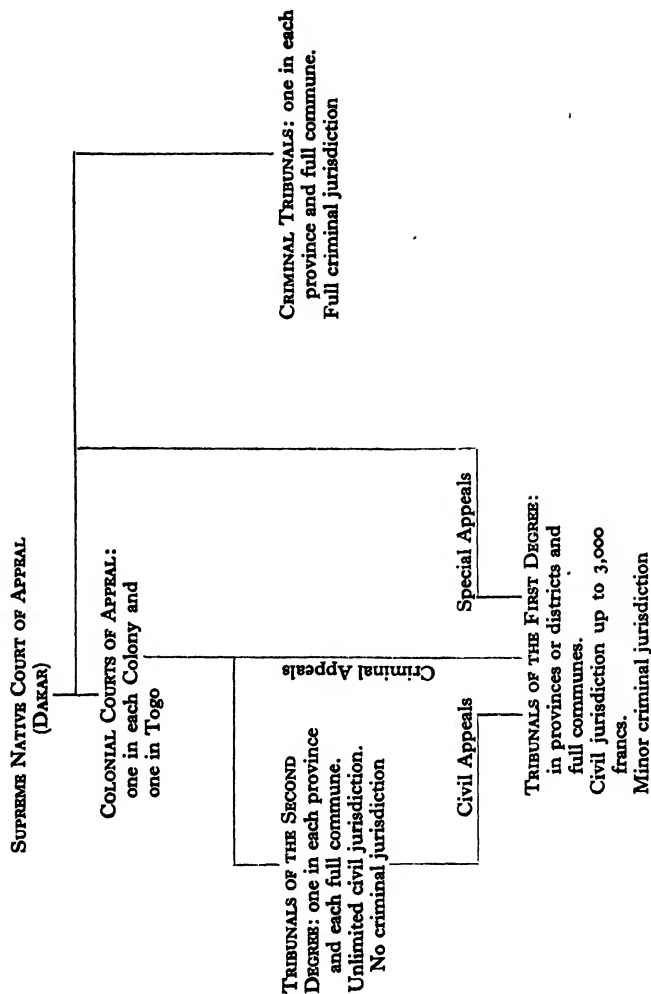 SUPREME NATIVE COURT OF APPEAL
(DAKAR)
COLONIAL COURTS OF APPEAL:
one in each Colony and
one in Togo
CRIMINAL TRIBUNALS: one in each
province and full commune.
Full criminal jurisdiction
TRIBUNALS OF THE SECOND
DEGREE: one in each province
and each full commune.
Unlimited civil jurisdiction.
No criminal jurisdiction
Criminal Appeals
Civil Appeals
Special Appeals
TRIBUNALS OF THE FIRST DEGREE:
in provinces or districts and
full communes.
Civil jurisdiction up to 3,000
francs.
Minor criminal jurisdiction